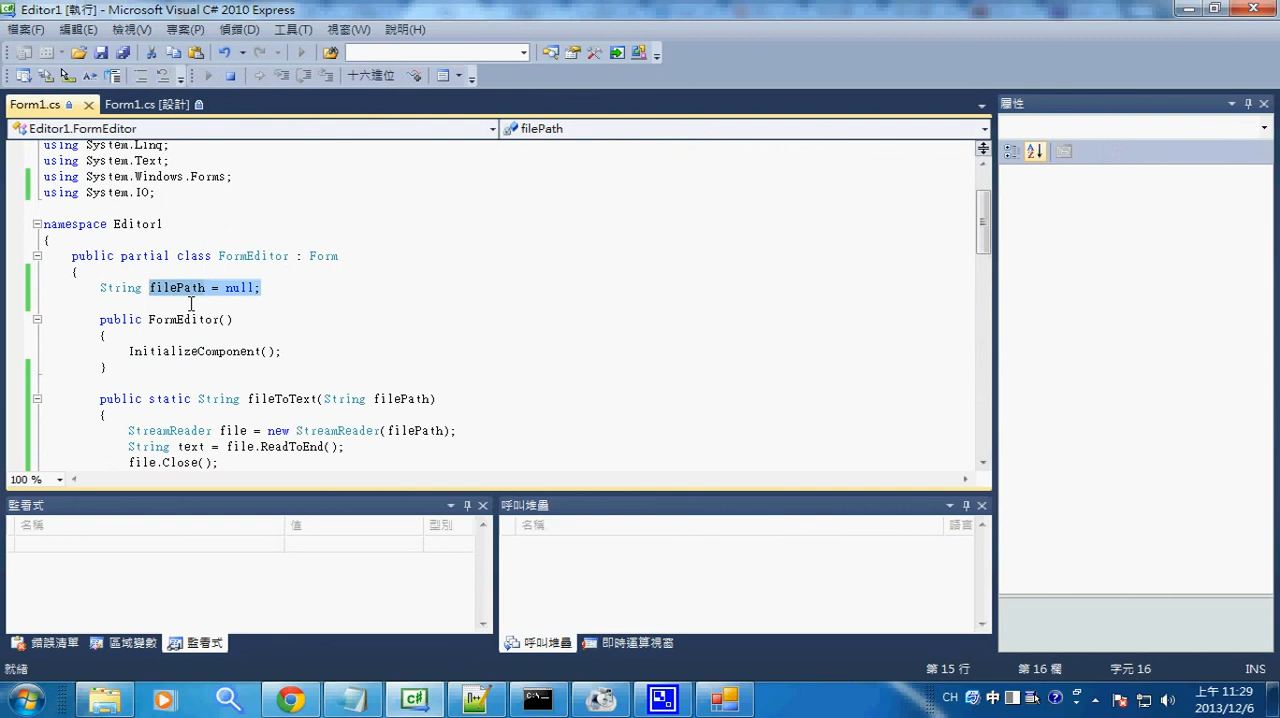 Editor1 [執行] - Microsoft Visual C# 2010 Express
檔案(F) 編輯(E) 檢視(V) 專案(P) 偵錯(D) 工具(T) 視窗(W) 說明(H)
十六進位
Form1.cs Form1.cs [設計] 屬性
Editor1.FormEditor filePath
using System.Linq;
using System.Text;
using System.Windows.Forms;
using System.IO;
namespace Editor1
{
public partial class FormEditor : Form
{
String filePath = null;
public FormEditor()
{
InitializeComponent();
}
public static String fileToText(String filePath)
{
StreamReader file = new StreamReader(filePath);
String text = file.ReadToEnd();
file.Close();
100 %
監看式 呼叫堆疊
名稱 值 型別 名稱 語言
錯誤清單 區域變數 監看式 呼叫堆疊 即時運算視窗
就緒 第 15 行 第 16 欄 字元 16 INS
CH 中 上午 11:29
2013/12/6